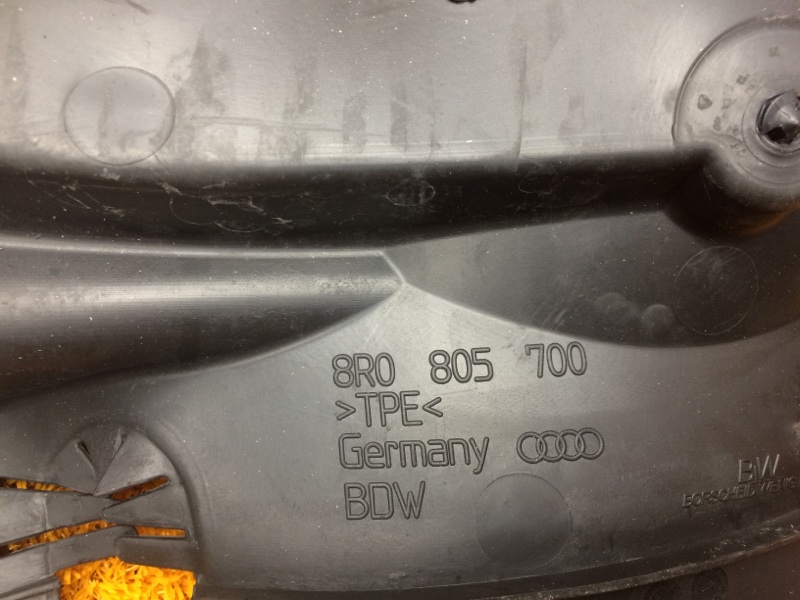 8R0 805 700
>TPE<
Germany
BDW
BW